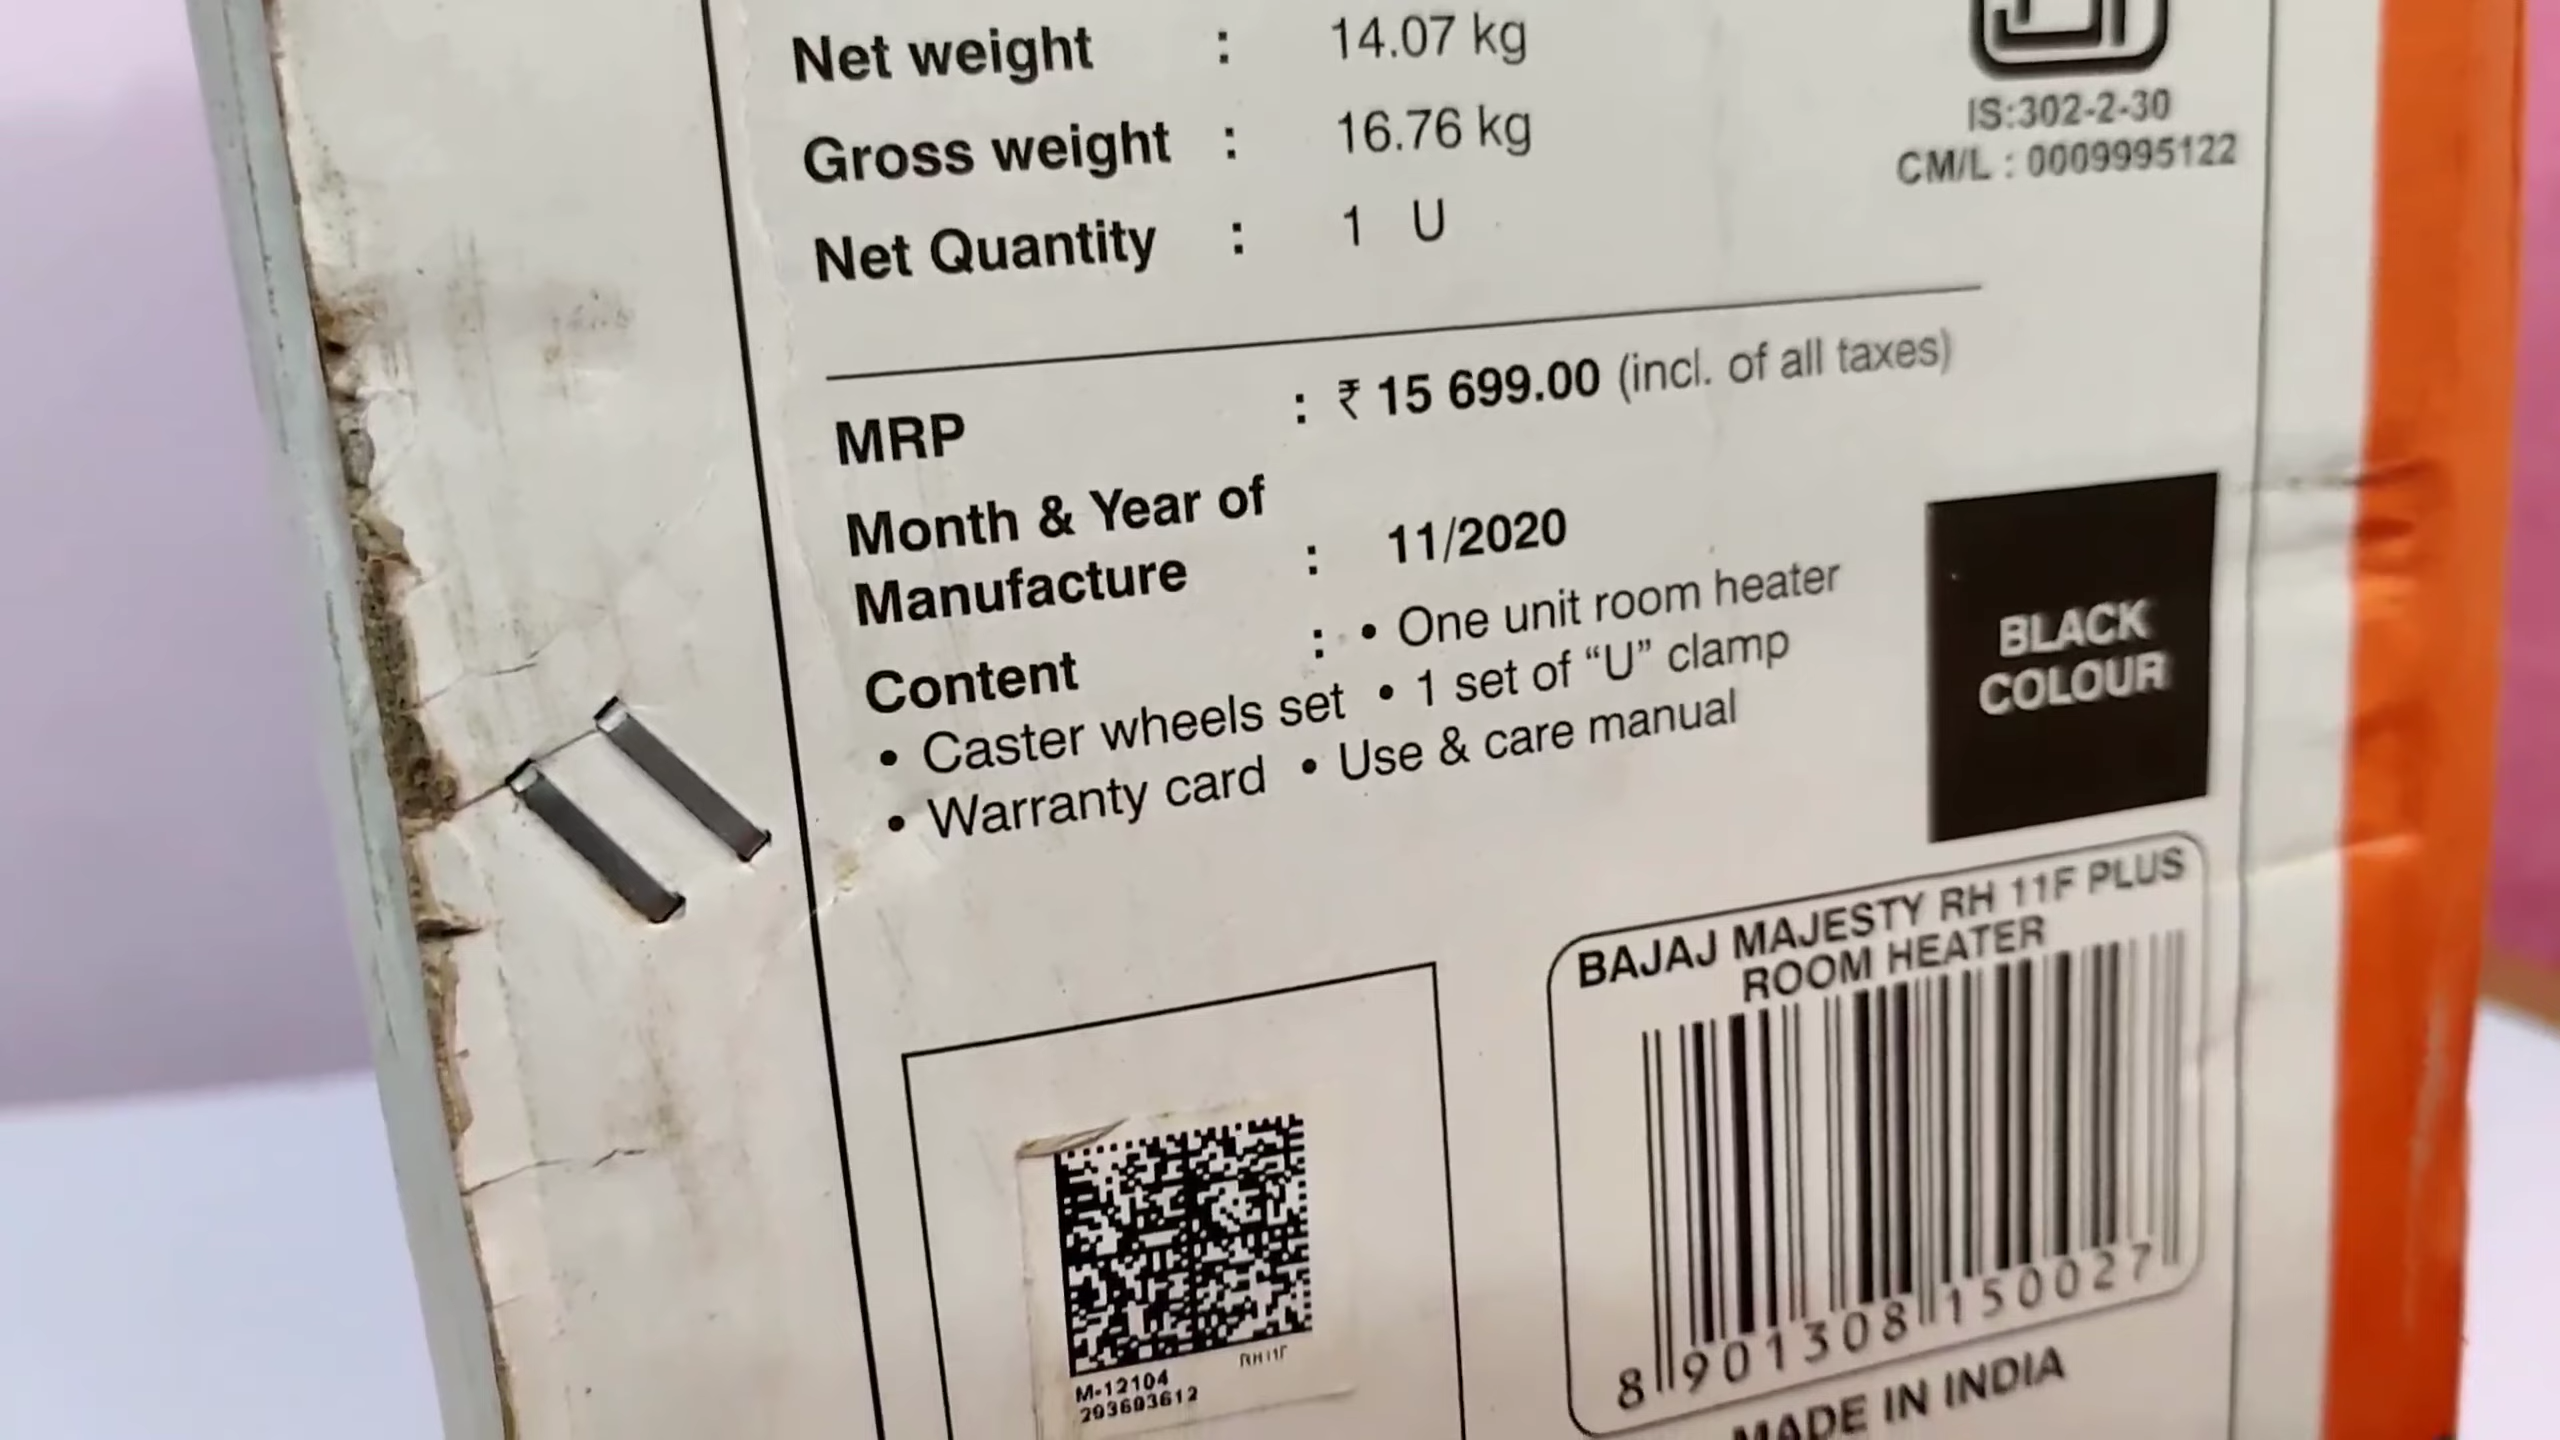 Net weight : 14.07 kg
Gross weight : 16.76 kg
Net Quantity : 1 U
IS:302-2-30
CM/L : 0009995122
MRP : ₹ 15 699.00 (incl. of all taxes)
Month & Year of
Manufacture : 11/2020
Content : • One unit room heater
• Caster wheels set • 1 set of “U” clamp
• Warranty card • Use & care manual
BLACK
COLOUR
BAJAJ MAJESTY RH 11F PLUS
ROOM HEATER
8 901308 150027
MADE IN INDIA
RH11F
M-12104
293603612